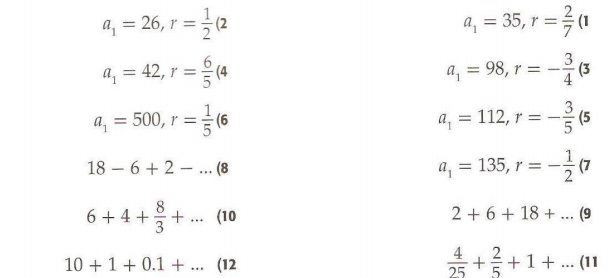 a₁ = 35, r = 2/7 (1
a₁ = 26, r = 1/2 (2
a₁ = 98, r = −3/4 (3
a₁ = 42, r = 6/5 (4
a₁ = 112, r = −3/5 (5
a₁ = 500, r = 1/5 (6
a₁ = 135, r = −1/2 (7
18 − 6 + 2 − ... (8
2 + 6 + 18 + ... (9
6 + 4 + 8/3 + ... (10
4/25 + 2/5 + 1 + ... (11
10 + 1 + 0.1 + ... (12